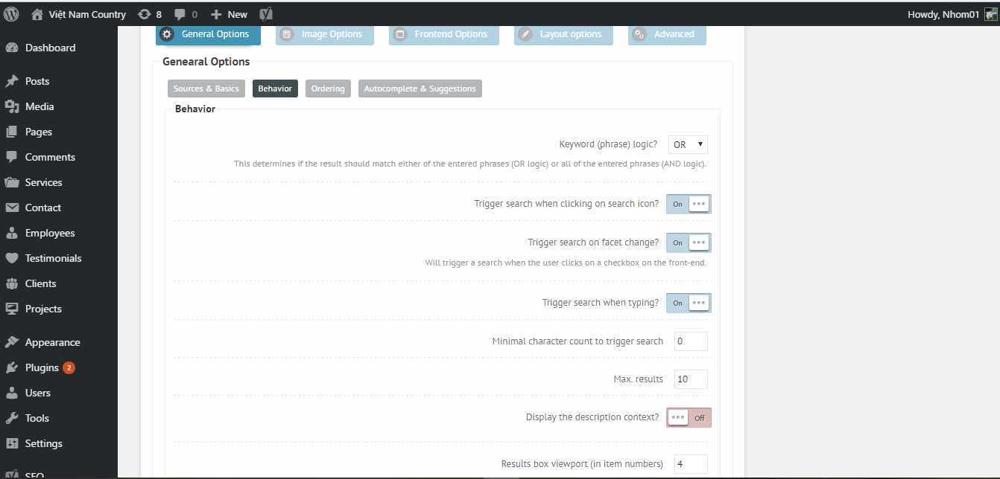 Việt Nam Country 8 0 New Howdy, Nhom01
General Options Image Options Frontend Options Layout options Advanced
Dashboard
Posts
Media
Pages
Comments
Services
Contact
Employees
Testimonials
Clients
Projects
Appearance
Plugins 2
Users
Tools
Settings
SEO
Genearal Options
Sources & Basics Behavior Ordering Autocomplete & Suggestions
Behavior
Keyword (phrase) logic? OR
This determines if the result should match either of the entered phrases (OR logic) or all of the entered phrases (AND logic).
Trigger search when clicking on search icon? On
Trigger search on facet change? On
Will trigger a search when the user clicks on a checkbox on the front-end.
Trigger search when typing? On
Minimal character count to trigger search 0
Max. results 10
Display the description context? Off
Results box viewport (in item numbers) 4